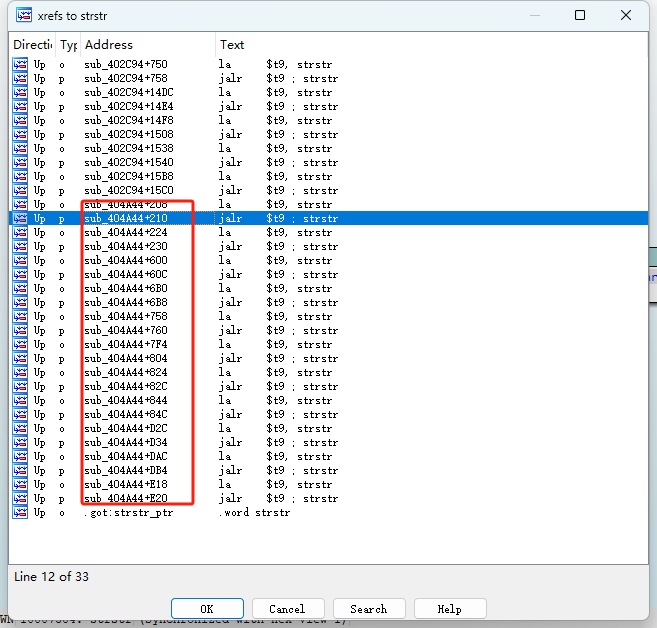 xrefs to strstr
Directi Typ Address Text
Up o sub_402C94+750 la $t9, strstr
Up p sub_402C94+758 jalr $t9 ; strstr
Up o sub_402C94+14DC la $t9, strstr
Up p sub_402C94+14E4 jalr $t9 ; strstr
Up o sub_402C94+14F8 la $t9, strstr
Up p sub_402C94+1508 jalr $t9 ; strstr
Up o sub_402C94+1538 la $t9, strstr
Up p sub_402C94+1540 jalr $t9 ; strstr
Up o sub_402C94+15B8 la $t9, strstr
Up p sub_402C94+15C0 jalr $t9 ; strstr
Up o sub_404A44+208 la $t9, strstr
Up p sub_404A44+210 jalr $t9 ; strstr
Up o sub_404A44+224 la $t9, strstr
Up p sub_404A44+230 jalr $t9 ; strstr
Up o sub_404A44+600 la $t9, strstr
Up p sub_404A44+60C jalr $t9 ; strstr
Up o sub_404A44+6B0 la $t9, strstr
Up p sub_404A44+6B8 jalr $t9 ; strstr
Up o sub_404A44+758 la $t9, strstr
Up p sub_404A44+760 jalr $t9 ; strstr
Up o sub_404A44+7F4 la $t9, strstr
Up p sub_404A44+804 jalr $t9 ; strstr
Up o sub_404A44+824 la $t9, strstr
Up p sub_404A44+82C jalr $t9 ; strstr
Up o sub_404A44+844 la $t9, strstr
Up p sub_404A44+84C jalr $t9 ; strstr
Up o sub_404A44+D2C la $t9, strstr
Up p sub_404A44+D34 jalr $t9 ; strstr
Up o sub_404A44+DAC la $t9, strstr
Up p sub_404A44+DB4 jalr $t9 ; strstr
Up o sub_404A44+E18 la $t9, strstr
Up p sub_404A44+E20 jalr $t9 ; strstr
Up o .got:strstr_ptr .word strstr
Line 12 of 33
OK Cancel Search Help